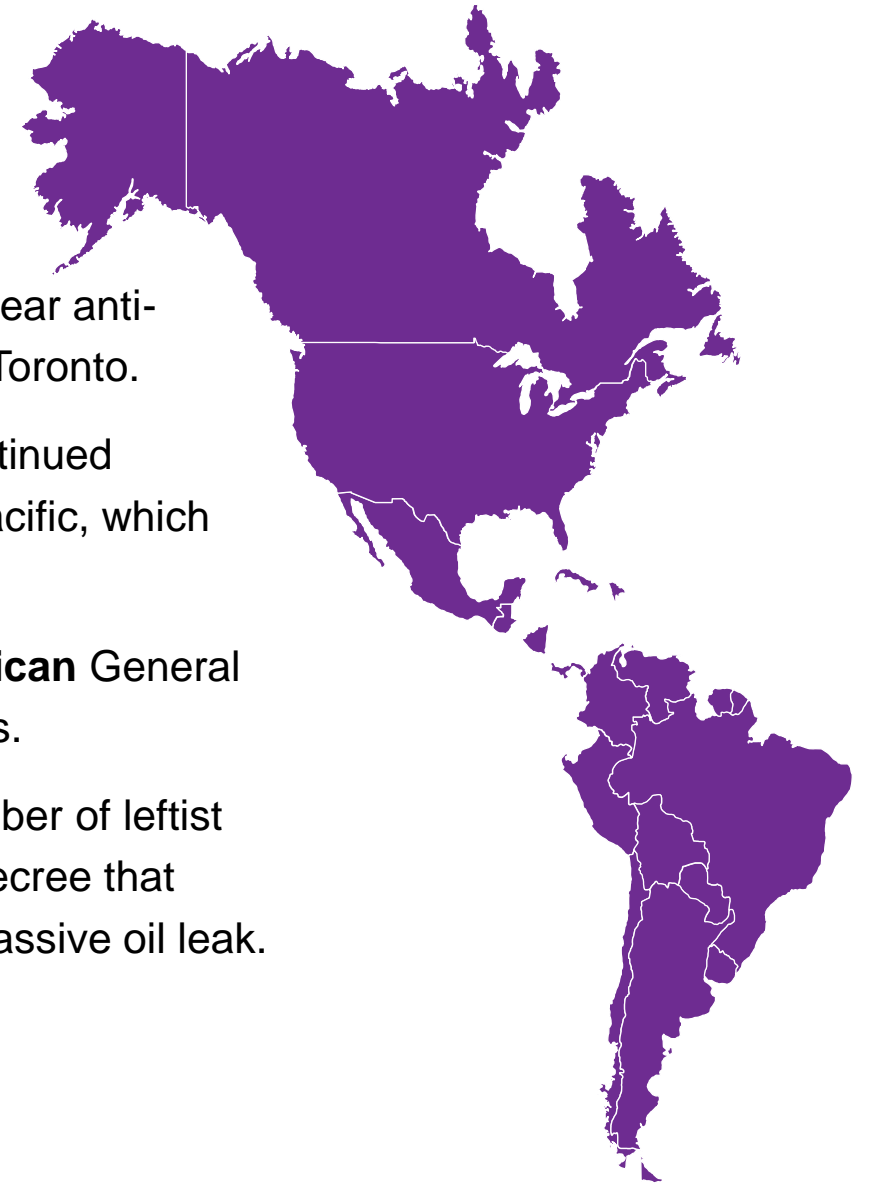 ear anti-
Toronto.
tinued
acific, which
ican General
s.
ber of leftist
ecree that
assive oil leak.